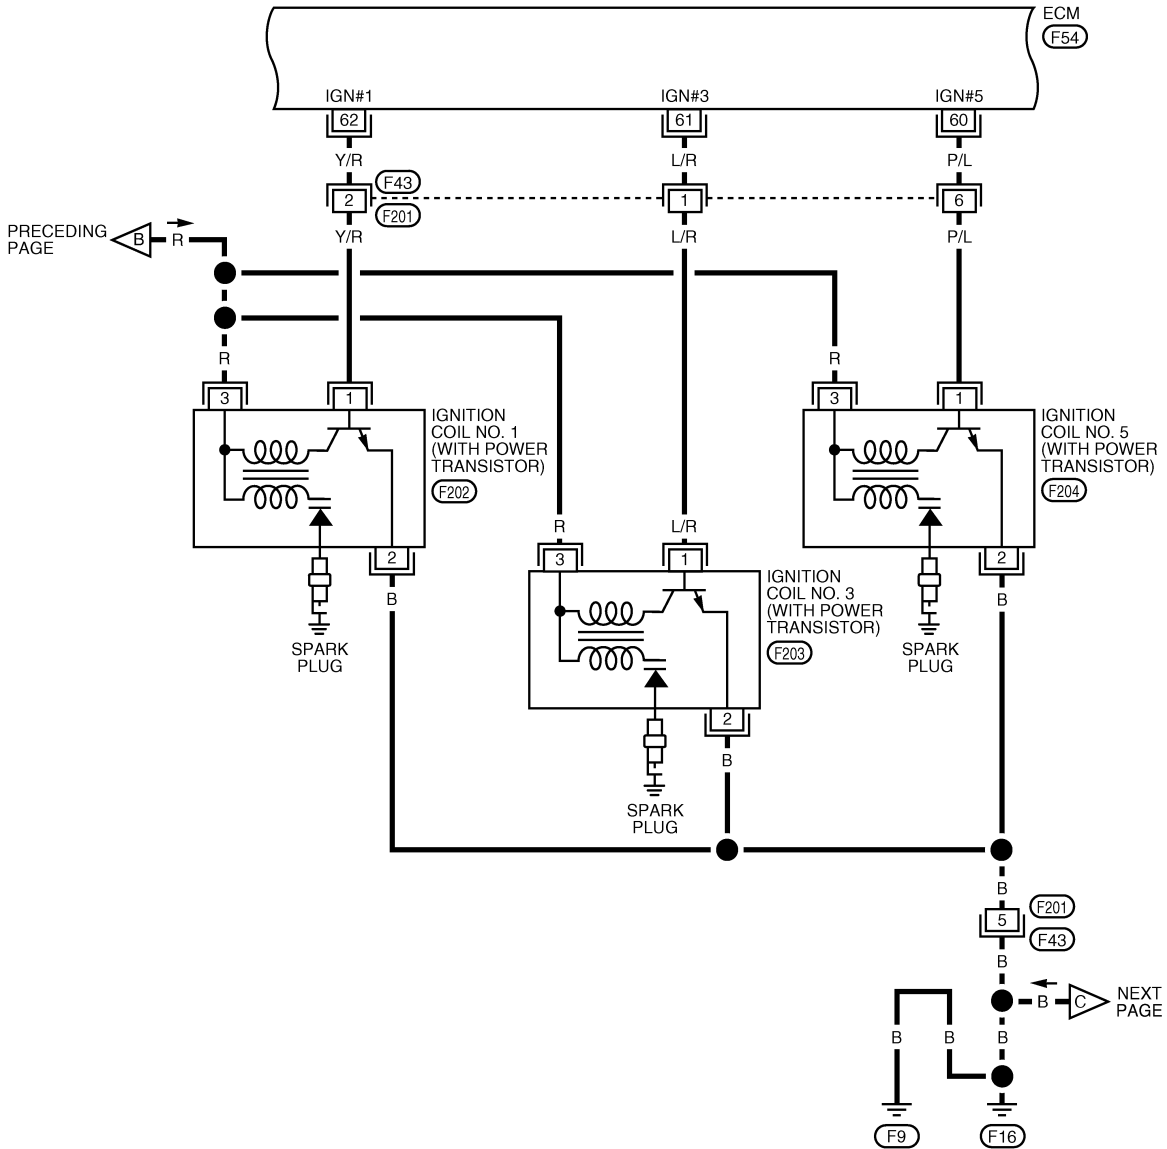 ECM
F54
IGN#1
IGN#3
IGN#5
62
61
60
Y/R
L/R
P/L
F43
2
1
6
F201
PRECEDING
PAGE
B
R
Y/R
L/R
P/L
R
R
3
1
3
1
IGNITION
COIL NO. 1
(WITH POWER
TRANSISTOR)
F202
IGNITION
COIL NO. 5
(WITH POWER
TRANSISTOR)
F204
R
L/R
2
3
1
2
IGNITION
COIL NO. 3
(WITH POWER
TRANSISTOR)
F203
B
B
SPARK
PLUG
SPARK
PLUG
2
B
SPARK
PLUG
B
F201
5
F43
B
B
C
NEXT
PAGE
B
B
B
F9
F16